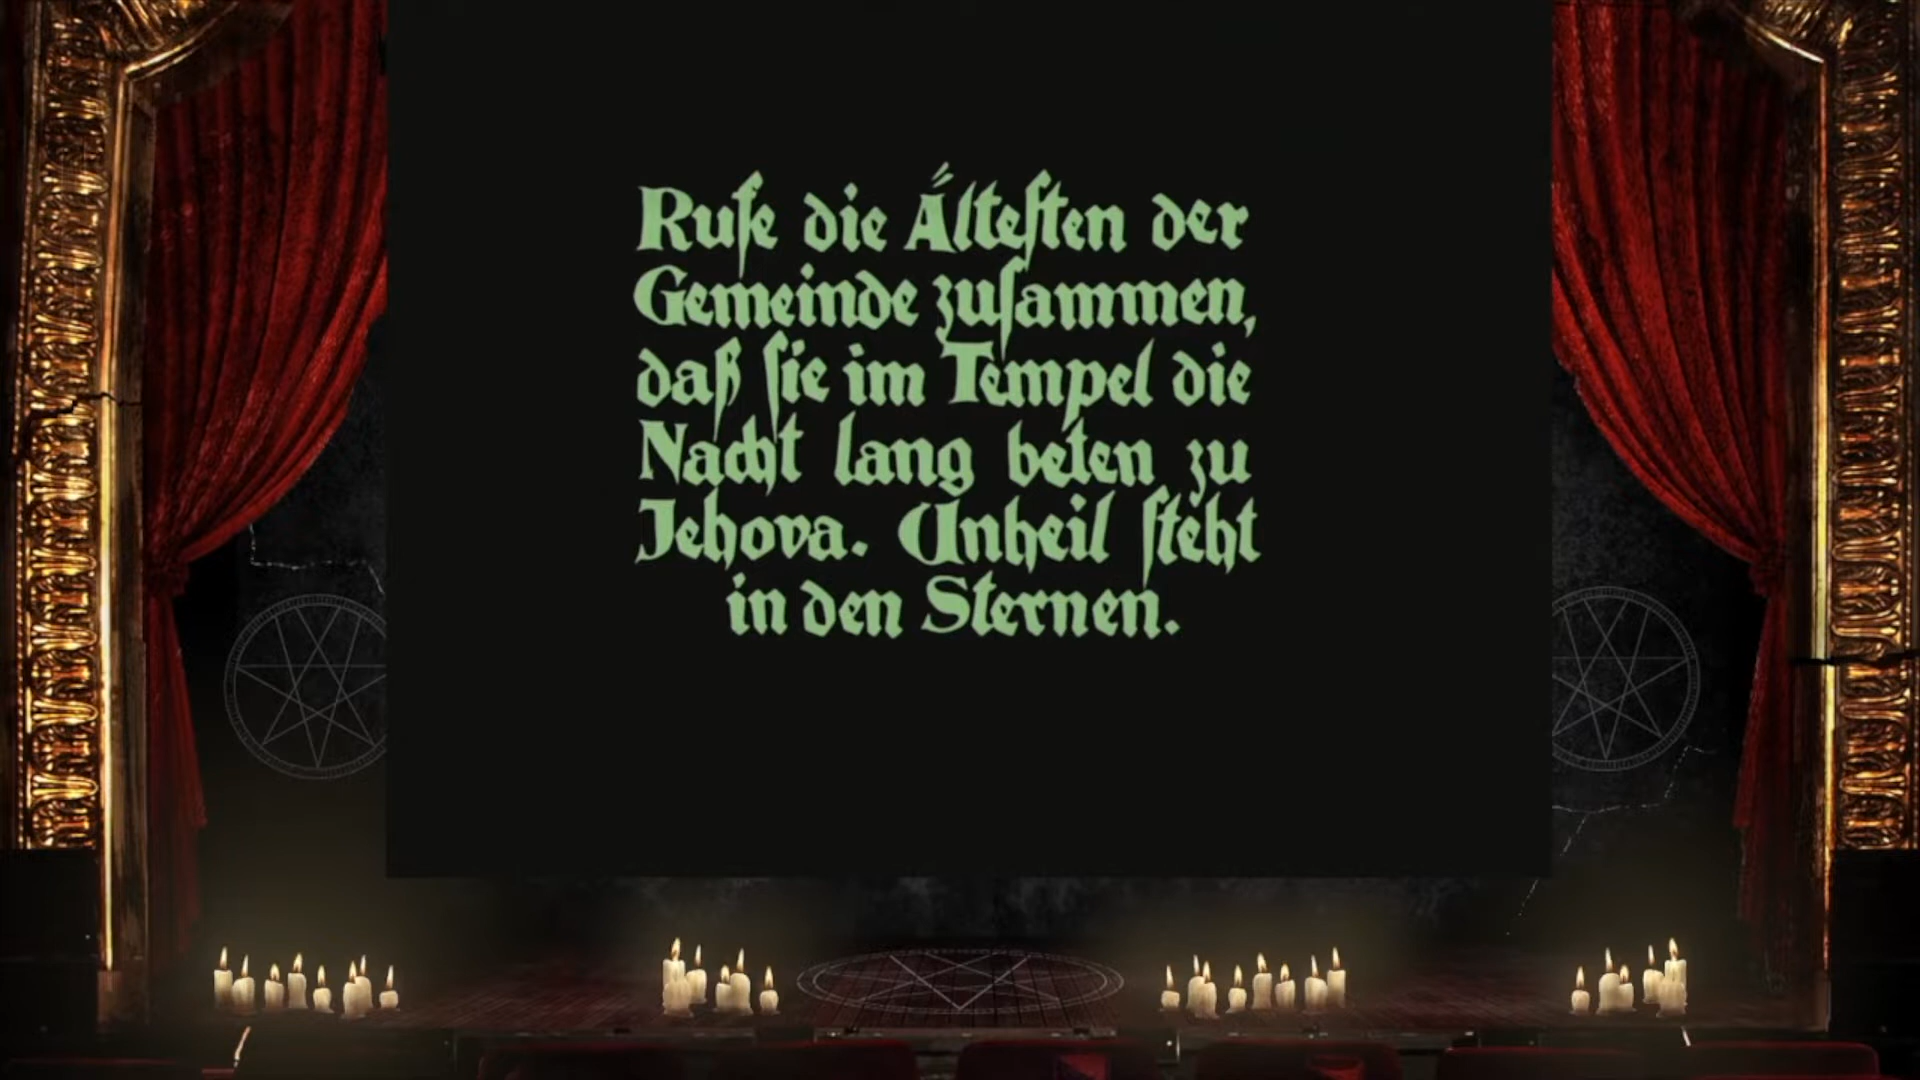 Rufe die Älteſten der
Gemeinde zuſammen,
daß ſie im Tempel die
Nacht lang beten zu
Jehova. Unheil ſteht
in den Sternen.